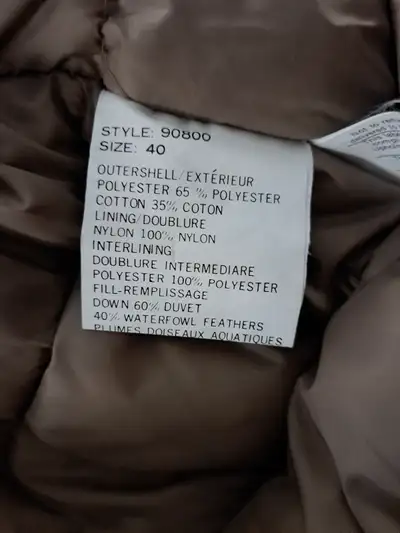 STYLE: 90800
SIZE: 40
OUTERSHELL/EXTÉRIEUR
POLYESTER 65 % POLYESTER
COTTON 35% COTON
LINING/DOUBLURE
NYLON 100% NYLON
INTERLINING
DOUBLURE INTERMEDIARE
POLYESTER 100% POLYESTER
FILL-REMPLISSAGE
DOWN 60% DUVET
40% WATERFOWL FEATHERS
PLUMES DOISEAUX AQUATIQUES